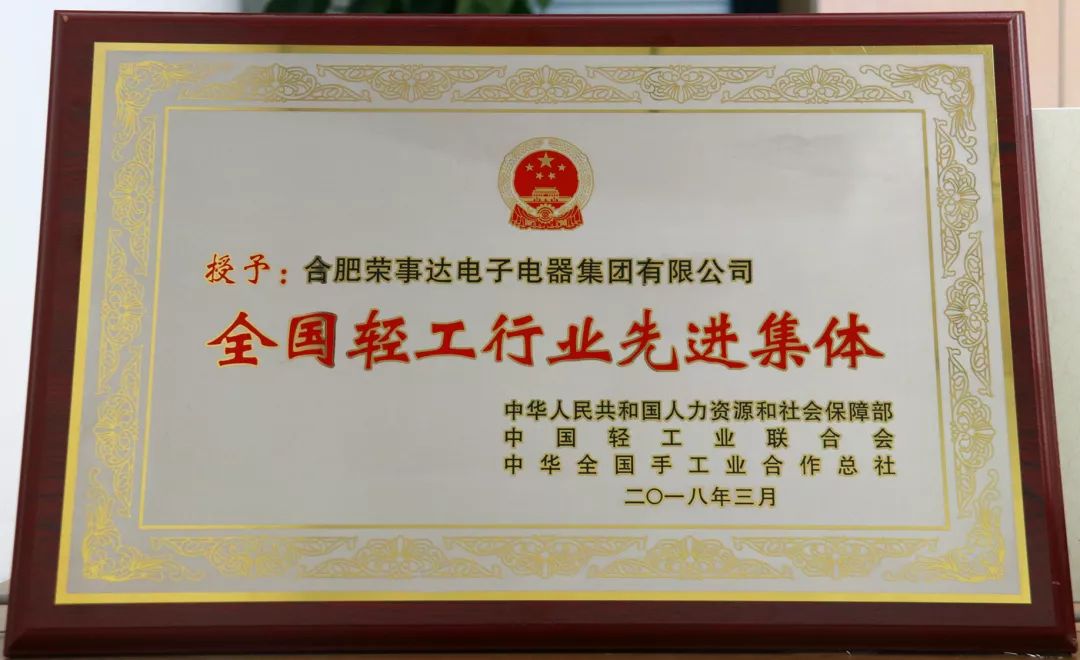 授予：合肥荣事达电子电器集团有限公司
全国轻工行业先进集体
中华人民共和国人力资源和社会保障部
中国轻工业联合会
中华全国手工业合作总社
二〇一八年三月